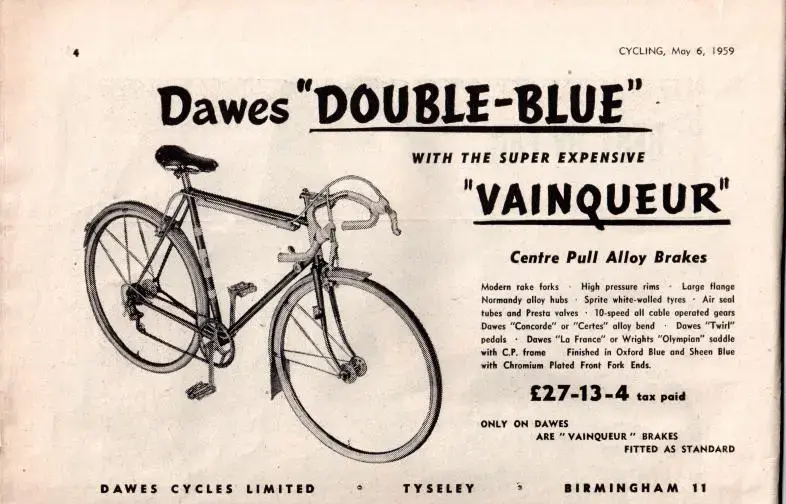 4
CYCLING, May 6, 1959
Dawes "DOUBLE-BLUE"
WITH THE SUPER EXPENSIVE
"VAINQUEUR"
Centre Pull Alloy Brakes
Modern rake forks · High pressure rims · Large flange
Normandy alloy hubs · Sprite white-walled tyres · Air seal
tubes and Presta valves · 10-speed all cable operated gears
Dawes "Concorde" or "Certes" alloy bend · Dawes "Twirl"
pedals · Dawes "La France" or Wrights "Olympian" saddle
with C.P. frame Finished in Oxford Blue and Sheen Blue
with Chromium Plated Front Fork Ends.
£27-13-4 tax paid
ONLY ON DAWES
ARE "VAINQUEUR" BRAKES
FITTED AS STANDARD
DAWES CYCLES LIMITED · TYSELEY · BIRMINGHAM 11